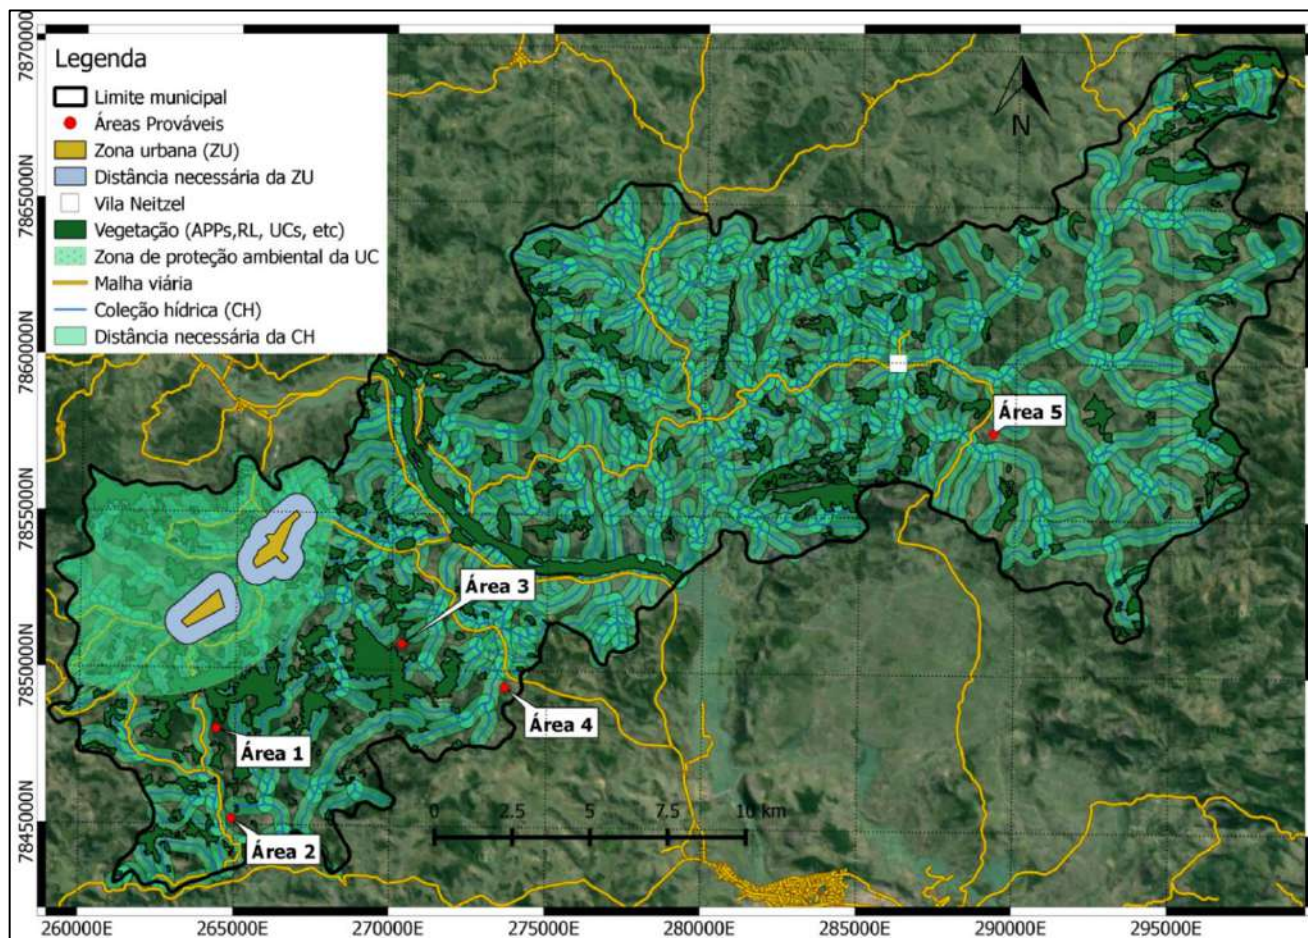 Legenda
Limite municipal
Áreas Prováveis
Zona urbana (ZU)
Distância necessária da ZU
Vila Neitzel
Vegetação (APPs,RL, UCs, etc)
Zona de proteção ambiental da UC
Malha viária
Coleção hídrica (CH)
Distância necessária da CH
N
7870000
7865000N
7860000N
7855000N
7850000N
7845000N
Área 5
Área 3
Área 4
Área 1
Área 2
0 2.5 5 7.5 10 km
260000E 265000E 270000E 275000E 280000E 285000E 290000E 295000E